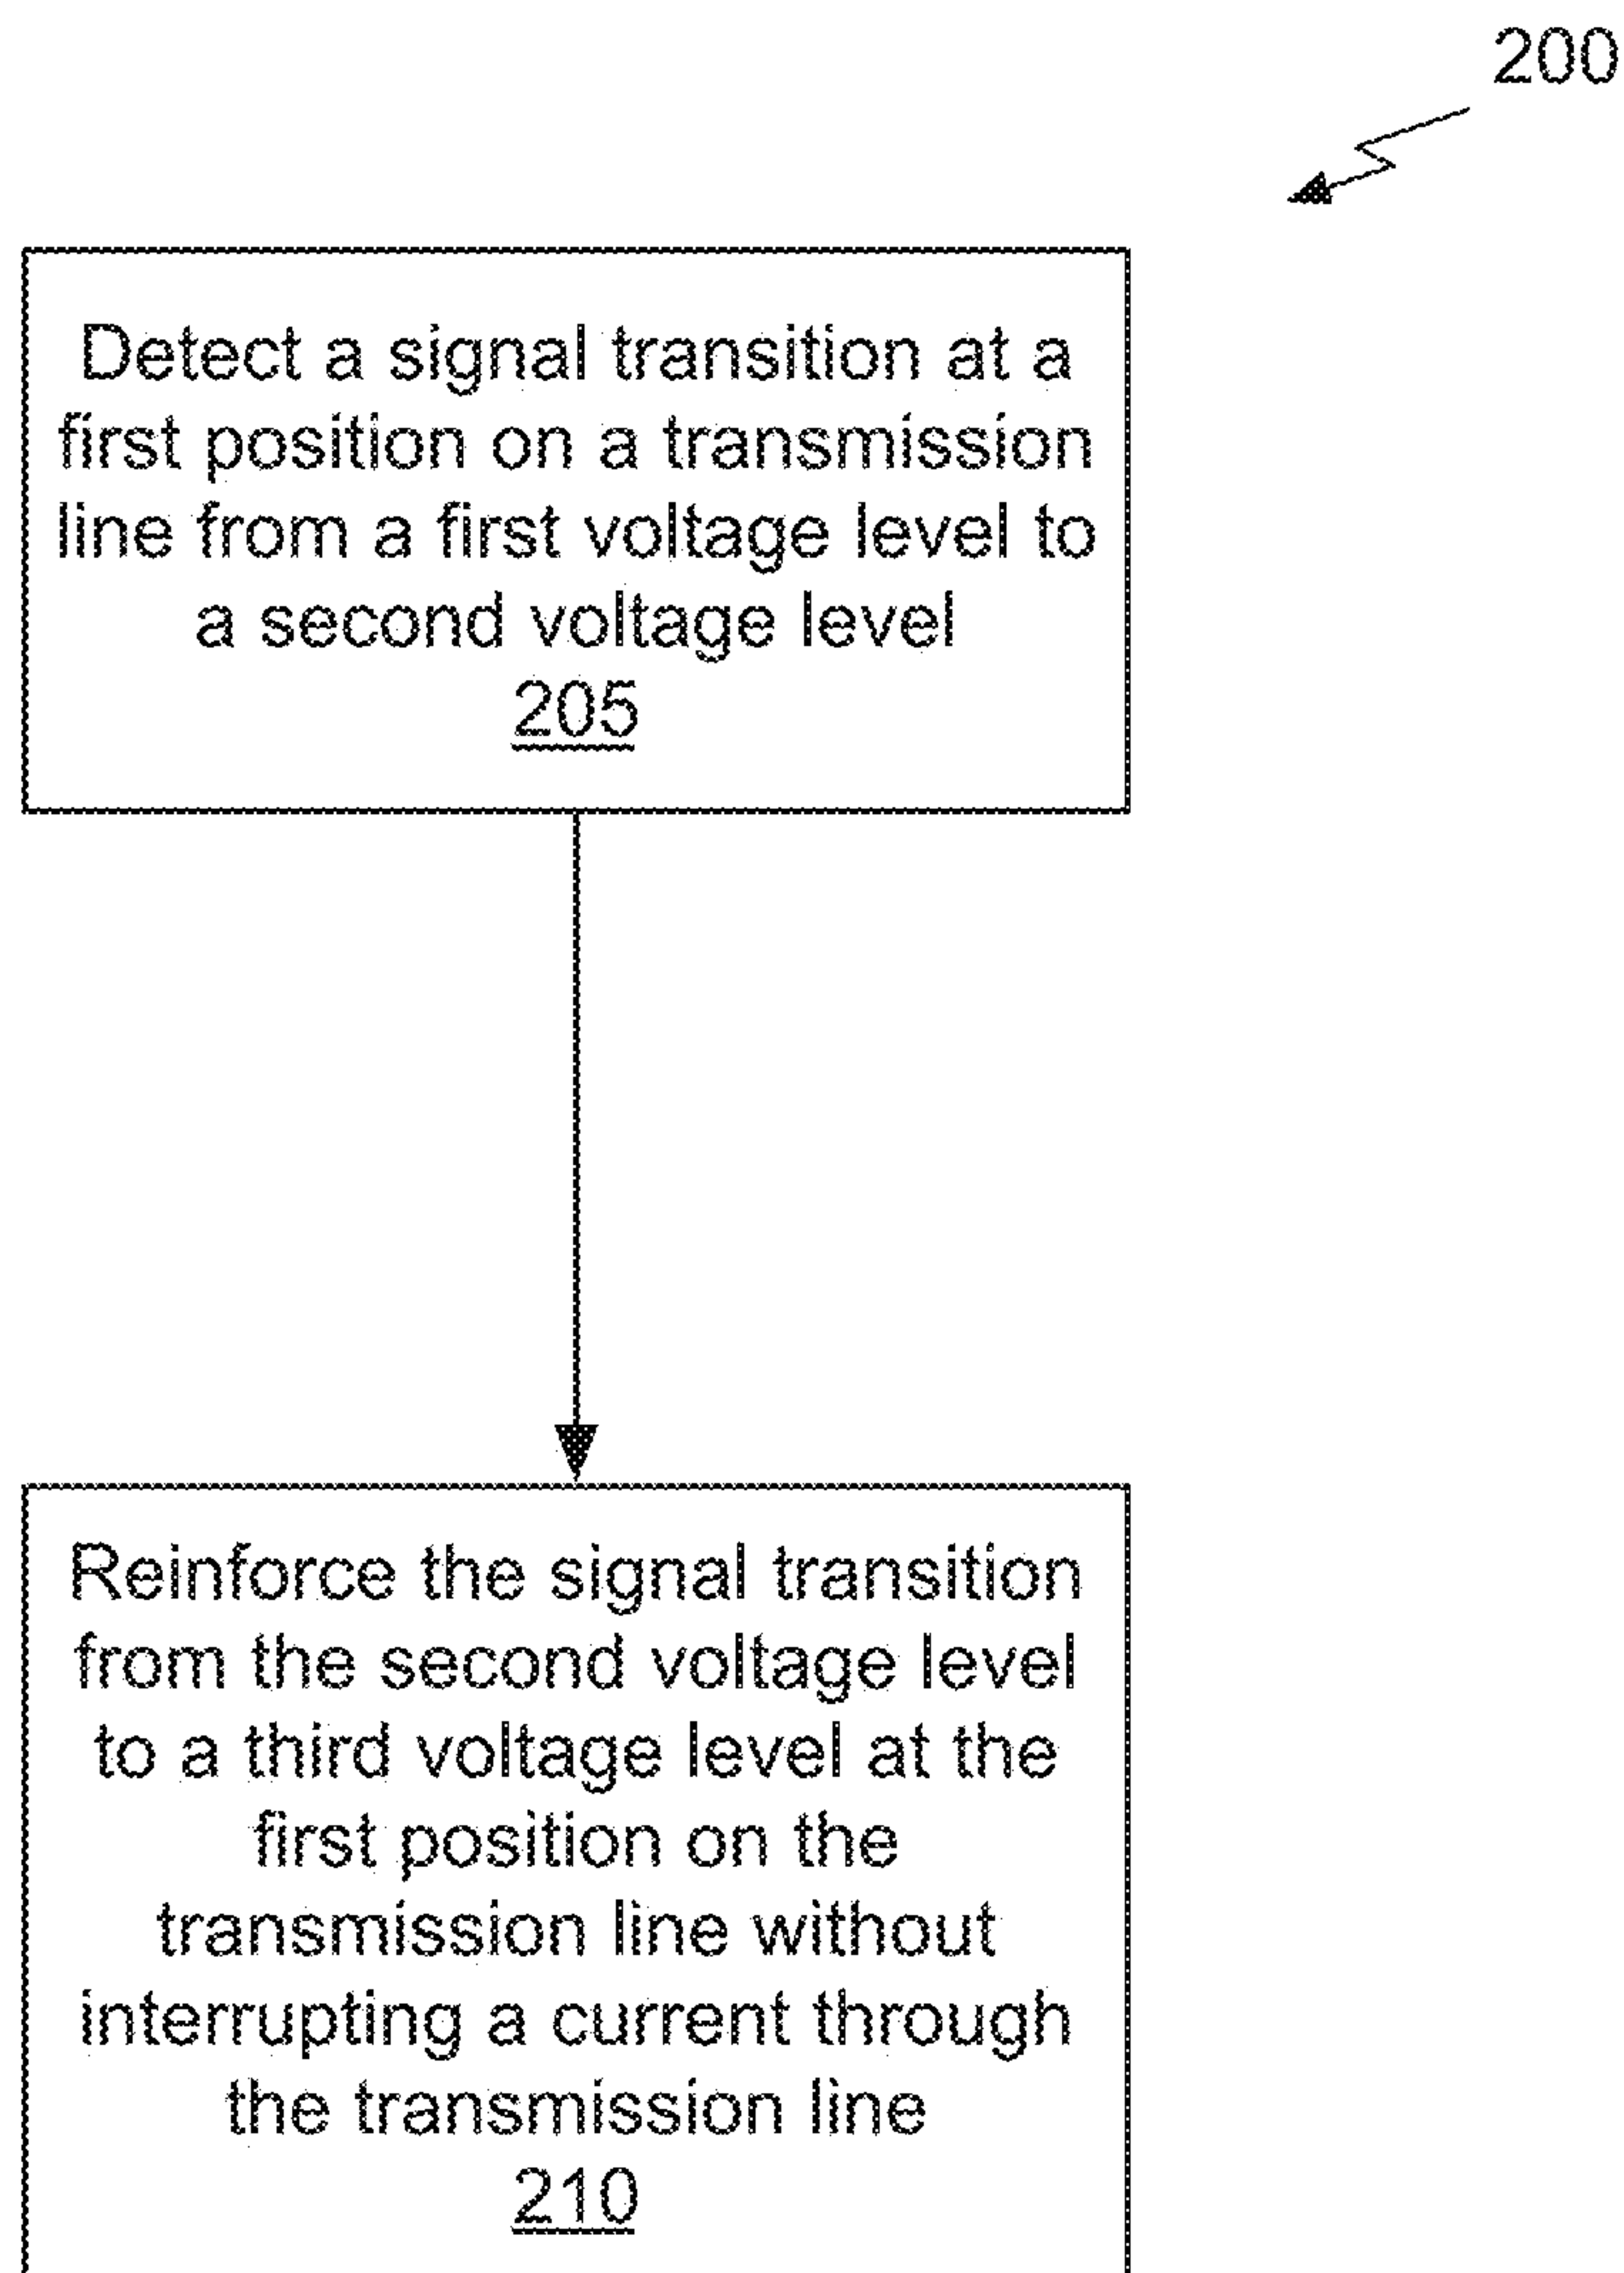 200
Detect a signal transition at a
first position on a transmission
line from a first voltage level to
a second voltage level
205
Reinforce the signal transition
from the second voltage level
to a third voltage level at the
first position on the
transmission line without
interrupting a current through
the transmission line
210